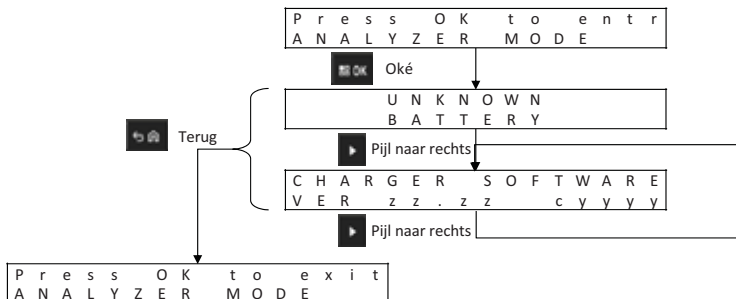 Press OK to entr
ANALYZER MODE
OK Oké
UNKNOWN
BATTERY
Terug
Pijl naar rechts
CHARGER SOFTWARE
VER zz.zz cyyyy
Pijl naar rechts
Press OK to exit
ANALYZER MODE